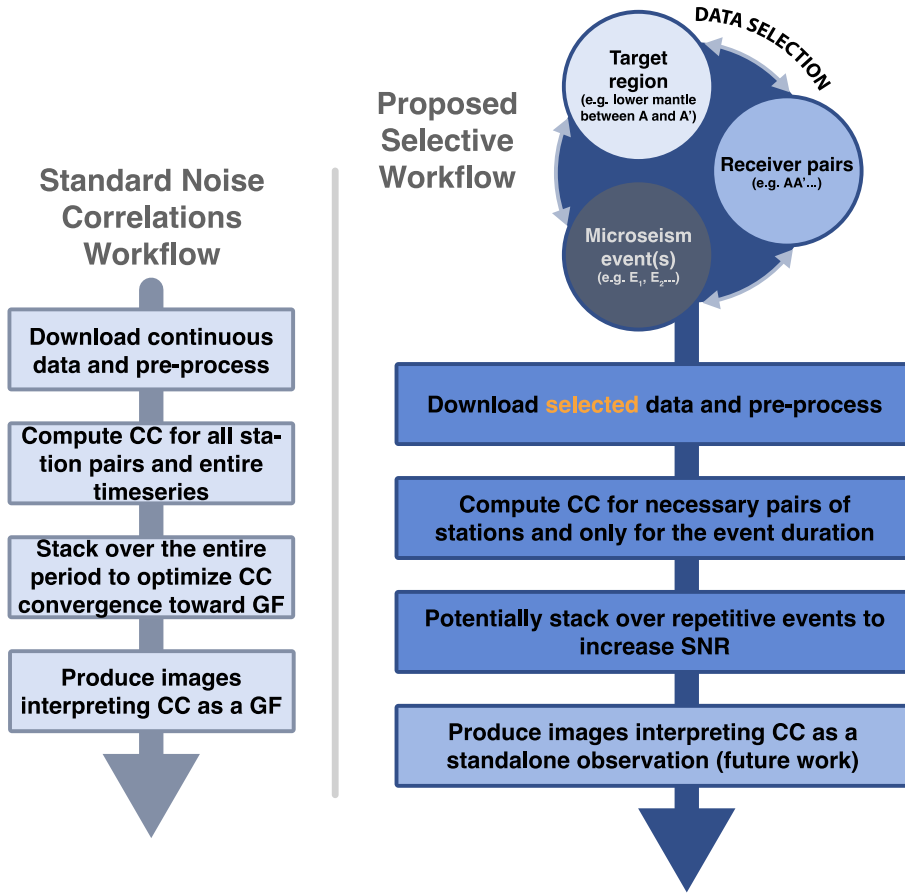 Standard Noise
Correlations
Workflow
Download continuous
data and pre-process
Compute CC for all sta-
tion pairs and entire
timeseries
Stack over the entire
period to optimize CC
convergence toward GF
Produce images
interpreting CC as a GF
Proposed
Selective
Workflow
DATA SELECTION
Target
region
(e.g. lower mantle
between A and A')
Receiver pairs
(e.g. AA'...)
Microseism
event(s)
(e.g. E₁, E₂...)
Download selected data and pre-process
Compute CC for necessary pairs of
stations and only for the event duration
Potentially stack over repetitive events to
increase SNR
Produce images interpreting CC as a
standalone observation (future work)